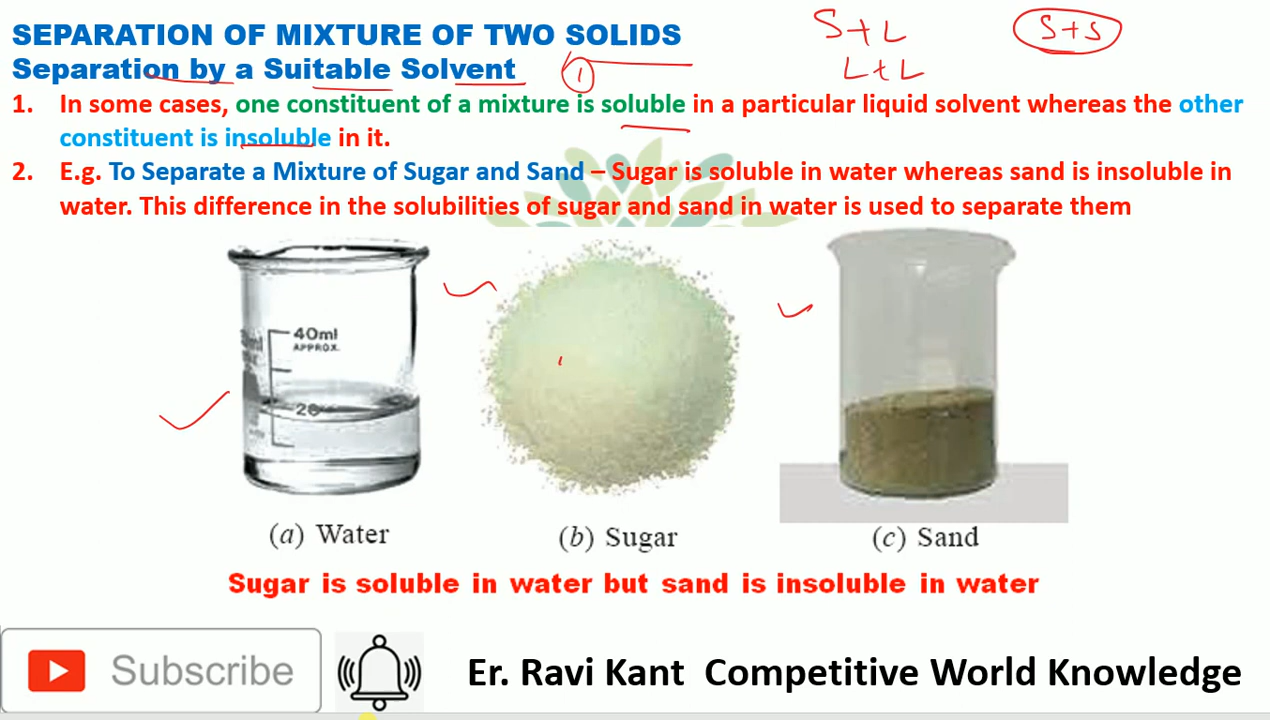 SEPARATION OF MIXTURE OF TWO SOLIDS
S+L
S+S
Separation by a Suitable Solvent
1
L+L
1. In some cases, one constituent of a mixture is soluble in a particular liquid solvent whereas the other
constituent is insoluble in it.
2. E.g. To Separate a Mixture of Sugar and Sand – Sugar is soluble in water whereas sand is insoluble in
water. This difference in the solubilities of sugar and sand in water is used to separate them
40ml
APPROX.
20
(a) Water
(b) Sugar
(c) Sand
Sugar is soluble in water but sand is insoluble in water
Subscribe
Er. Ravi Kant Competitive World Knowledge